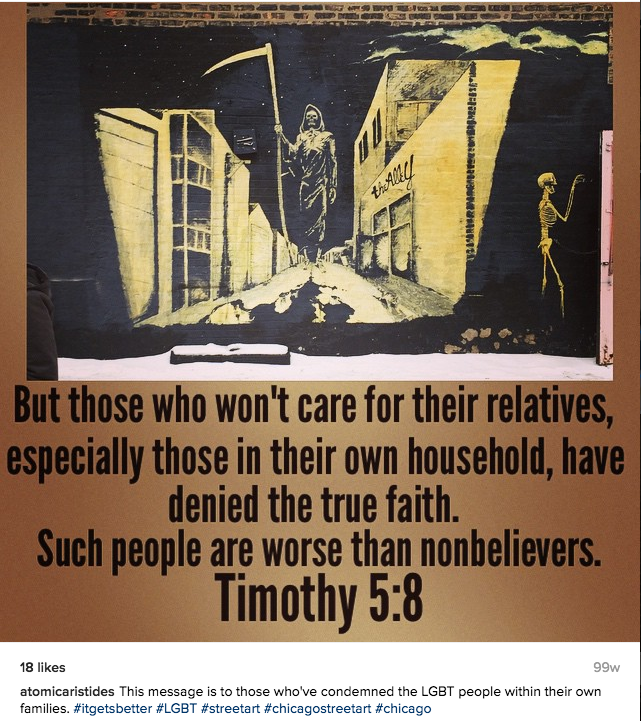 the Alley
But those who won't care for their relatives,
especially those in their own household, have
denied the true faith.
Such people are worse than nonbelievers.
Timothy 5:8
18 likes
99w
atomicaristides This message is to those who've condemned the LGBT people within their own
families. #itgetsbetter #LGBT #streetart #chicagostreetart #chicago